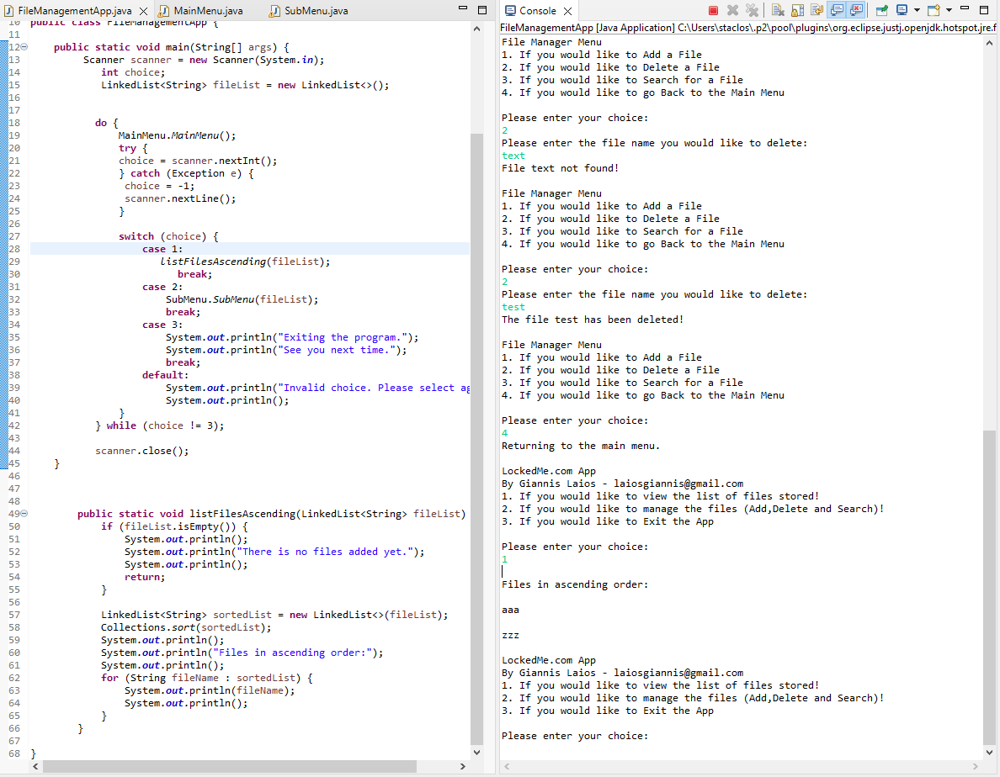 FileManagementApp.java
MainMenu.java
SubMenu.java
10 public class FileManagementApp {
11
12 public static void main(String[] args) {
13 Scanner scanner = new Scanner(System.in);
14 int choice;
15 LinkedList<String> fileList = new LinkedList<>();
16
17
18 do {
19 MainMenu.MainMenu();
20 try {
21 choice = scanner.nextInt();
22 } catch (Exception e) {
23 choice = -1;
24 scanner.nextLine();
25 }
26
27 switch (choice) {
28 case 1:
29 listFilesAscending(fileList);
30 break;
31 case 2:
32 SubMenu.SubMenu(fileList);
33 break;
34 case 3:
35 System.out.println("Exiting the program.");
36 System.out.println("See you next time.");
37 break;
38 default:
39 System.out.println("Invalid choice. Please select ag
40 System.out.println();
41 }
42 } while (choice != 3);
43
44 scanner.close();
45 }
46
47
48
49 public static void listFilesAscending(LinkedList<String> fileList)
50 if (fileList.isEmpty()) {
51 System.out.println();
52 System.out.println("There is no files added yet.");
53 System.out.println();
54 return;
55 }
56
57 LinkedList<String> sortedList = new LinkedList<>(fileList);
58 Collections.sort(sortedList);
59 System.out.println();
60 System.out.println("Files in ascending order:");
61 System.out.println();
62 for (String fileName : sortedList) {
63 System.out.println(fileName);
64 System.out.println();
65 }
66 }
67
68 }
Console
FileManagementApp [Java Application] C:\Users\staclos\.p2\pool\plugins\org.eclipse.justj.openjdk.hotspot.jre.f
File Manager Menu
1. If you would like to Add a File
2. If you would like to Delete a File
3. If you would like to Search for a File
4. If you would like to go Back to the Main Menu
Please enter your choice:
2
Please enter the file name you would like to delete:
text
File text not found!
File Manager Menu
1. If you would like to Add a File
2. If you would like to Delete a File
3. If you would like to Search for a File
4. If you would like to go Back to the Main Menu
Please enter your choice:
2
Please enter the file name you would like to delete:
test
The file test has been deleted!
File Manager Menu
1. If you would like to Add a File
2. If you would like to Delete a File
3. If you would like to Search for a File
4. If you would like to go Back to the Main Menu
Please enter your choice:
4
Returning to the main menu.
LockedMe.com App
By Giannis Laios - laiosgiannis@gmail.com
1. If you would like to view the list of files stored!
2. If you would like to manage the files (Add,Delete and Search)!
3. If you would like to Exit the App
Please enter your choice:
1
Files in ascending order:
aaa
zzz
LockedMe.com App
By Giannis Laios - laiosgiannis@gmail.com
1. If you would like to view the list of files stored!
2. If you would like to manage the files (Add,Delete and Search)!
3. If you would like to Exit the App
Please enter your choice: